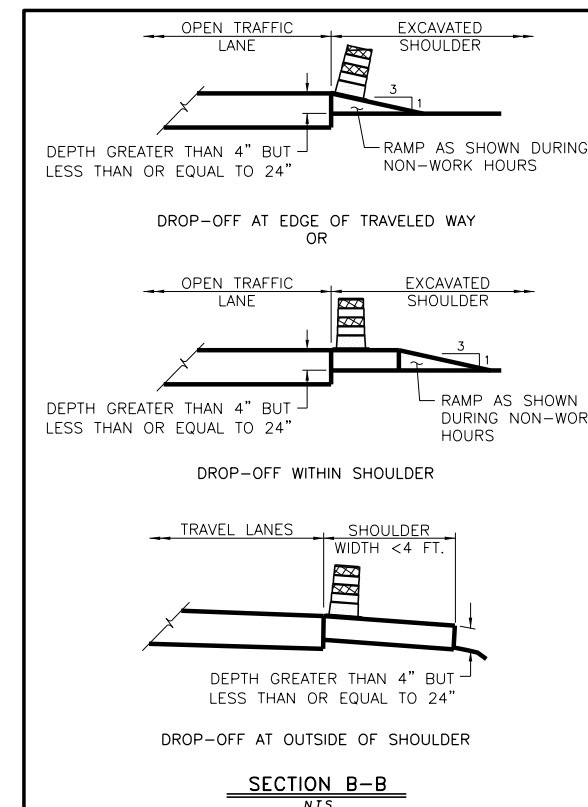 OPEN TRAFFIC LANE
EXCAVATED SHOULDER
3
1
DEPTH GREATER THAN 4" BUT
LESS THAN OR EQUAL TO 24"
RAMP AS SHOWN DURING
NON-WORK HOURS
DROP-OFF AT EDGE OF TRAVELED WAY
OR
OPEN TRAFFIC LANE
EXCAVATED SHOULDER
3
1
DEPTH GREATER THAN 4" BUT
LESS THAN OR EQUAL TO 24"
RAMP AS SHOWN
DURING NON-WOR
HOURS
DROP-OFF WITHIN SHOULDER
TRAVEL LANES
SHOULDER
WIDTH <4 FT.
DEPTH GREATER THAN 4" BUT
LESS THAN OR EQUAL TO 24"
DROP-OFF AT OUTSIDE OF SHOULDER
SECTION B-B
NTS